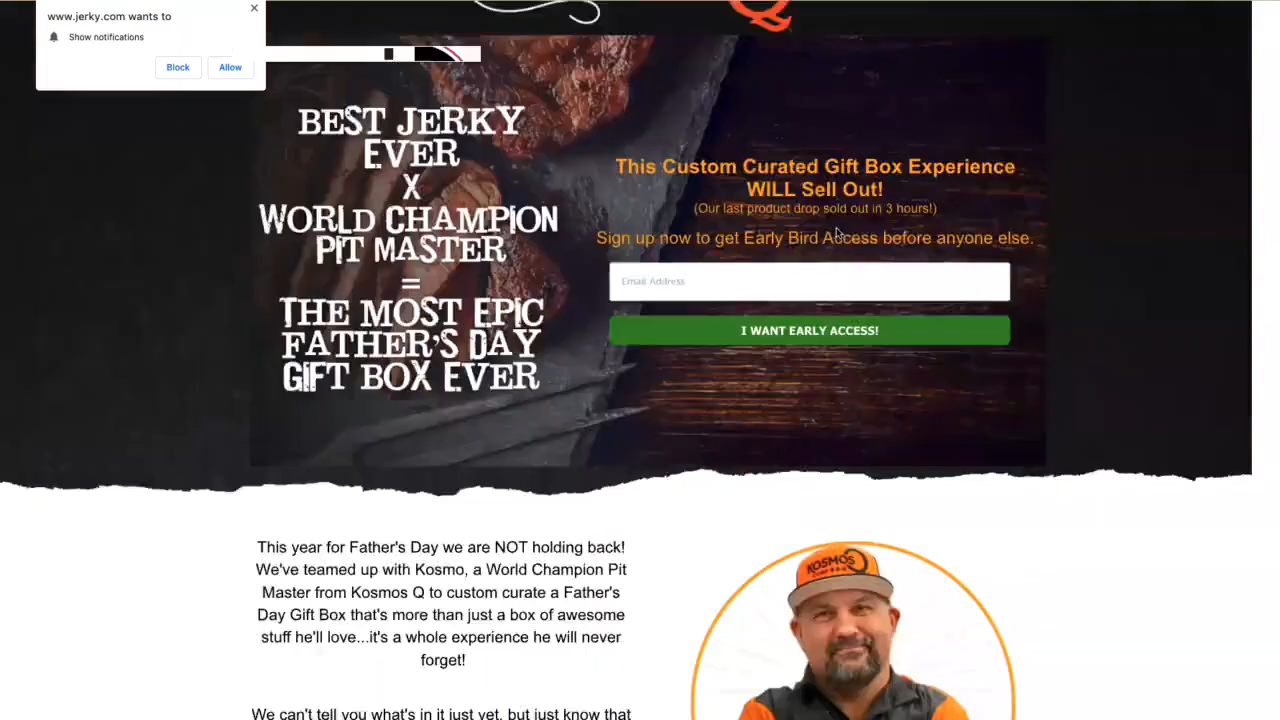 www.jerky.com wants to
Show notifications
Block
Allow
Q
BEST JERKY
EVER
X
WORLD CHAMPION
PIT MASTER
=
THE MOST EPIC
FATHER'S DAY
GIFT BOX EVER
This Custom Curated Gift Box Experience
WILL Sell Out!
(Our last product drop sold out in 3 hours!)
Sign up now to get Early Bird Access before anyone else.
Email Address
I WANT EARLY ACCESS!
This year for Father's Day we are NOT holding back!
We've teamed up with Kosmo, a World Champion Pit
Master from Kosmos Q to custom curate a Father's
Day Gift Box that's more than just a box of awesome
stuff he'll love...it's a whole experience he will never
forget!
We can't tell you what's in it just yet, but just know that
KOSMOS
Q